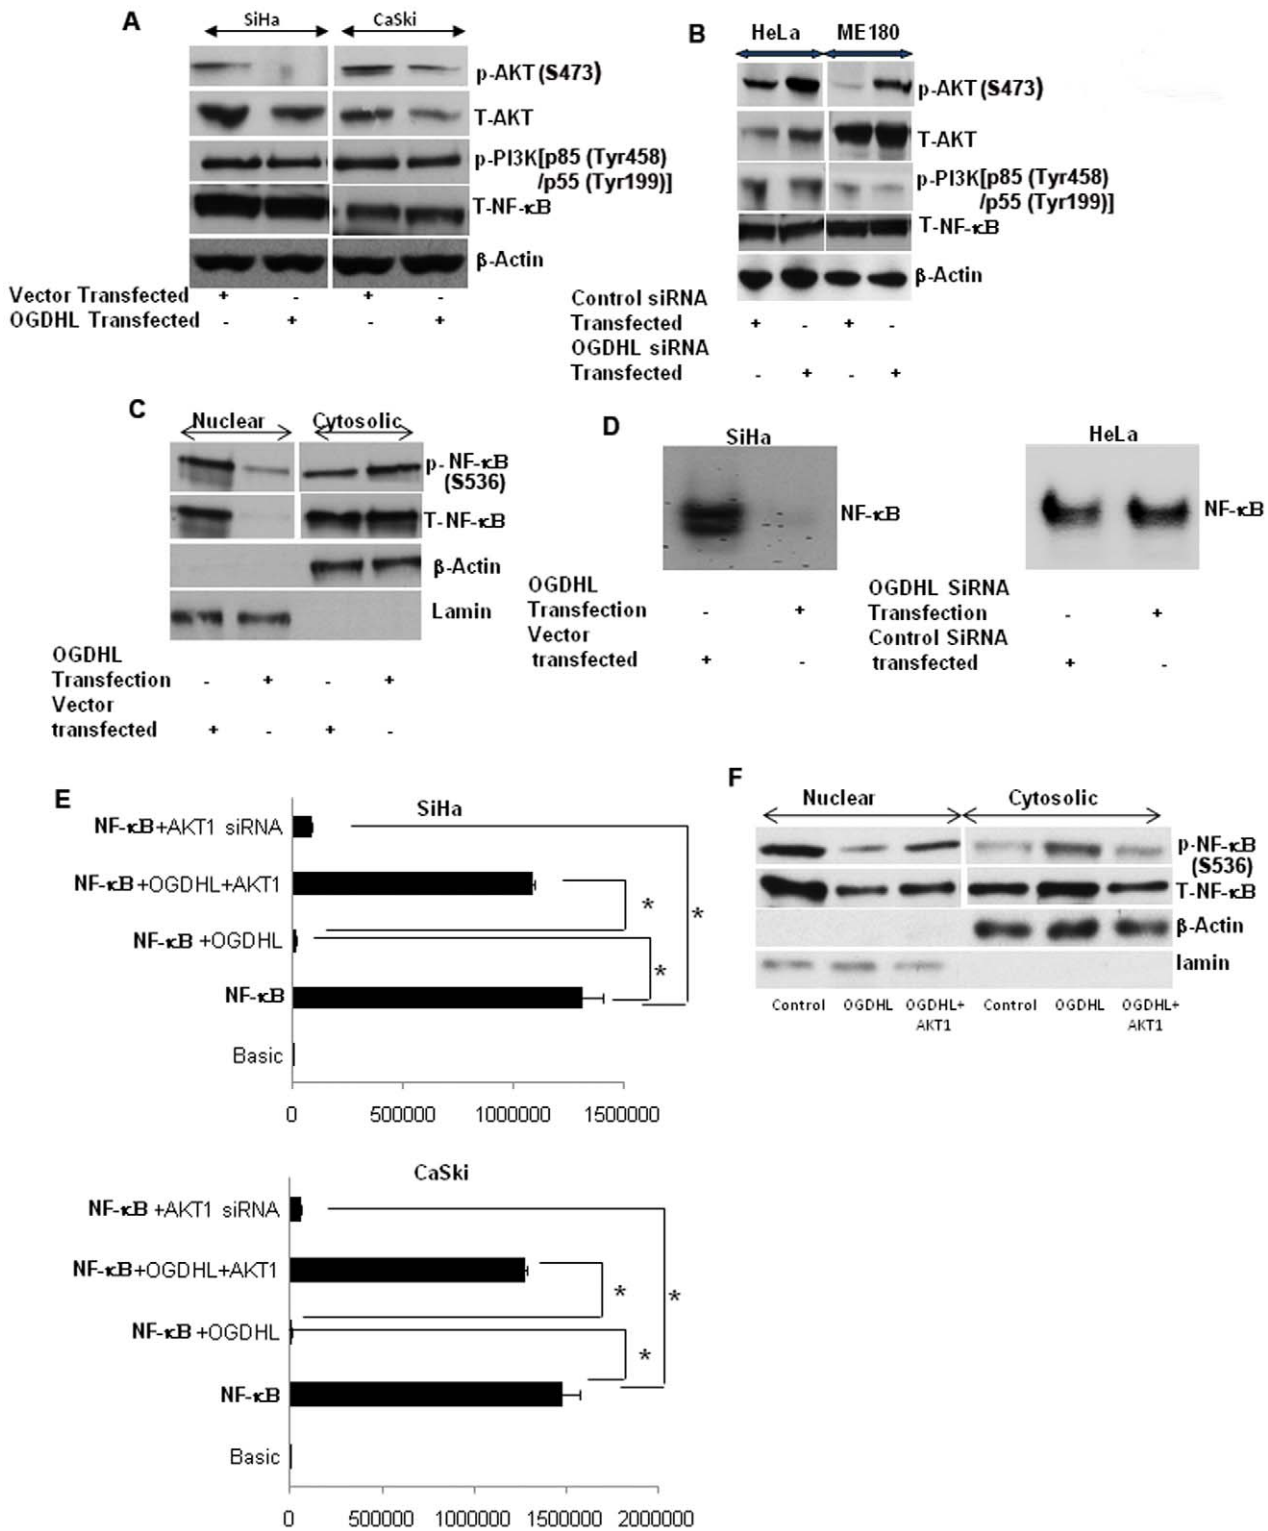 A
SiHa CaSki
p-AKT (S473)
T-AKT
p-PI3K[p85 (Tyr458)
/p55 (Tyr199)]
T-NF-κB
β-Actin
Vector Transfected + - + -
OGDHL Transfected - + - +
B
HeLa ME180
p-AKT (S473)
T-AKT
p-PI3K[p85 (Tyr458)
/p55 (Tyr199)]
T-NF-κB
β-Actin
Control siRNA
Transfected + - + -
OGDHL siRNA
Transfected - + - +
C
Nuclear Cytosolic
p-NF-κB
(S536)
T-NF-κB
β-Actin
Lamin
OGDHL
Transfection - + - +
Vector
transfected + - + -
D
SiHa
NF-κB
OGDHL
Transfection - +
Vector
transfected + -
HeLa
NF-κB
OGDHL SiRNA
Transfection - +
Control SiRNA
transfected + -
E
SiHa
NF-κB+AKT1 siRNA
NF-κB+OGDHL+AKT1
*
*
NF-κB +OGDHL
*
NF-κB
Basic
0 500000 1000000 1500000
CaSki
NF-κB +AKT1 siRNA
NF-κB+OGDHL+AKT1
*
*
NF-κB +OGDHL
*
NF-κB
Basic
0 500000 1000000 1500000 2000000
F
Nuclear Cytosolic
p-NF-κB
(S536)
T-NF-κB
β-Actin
lamin
Control OGDHL OGDHL+ Control OGDHL OGDHL+
AKT1 AKT1